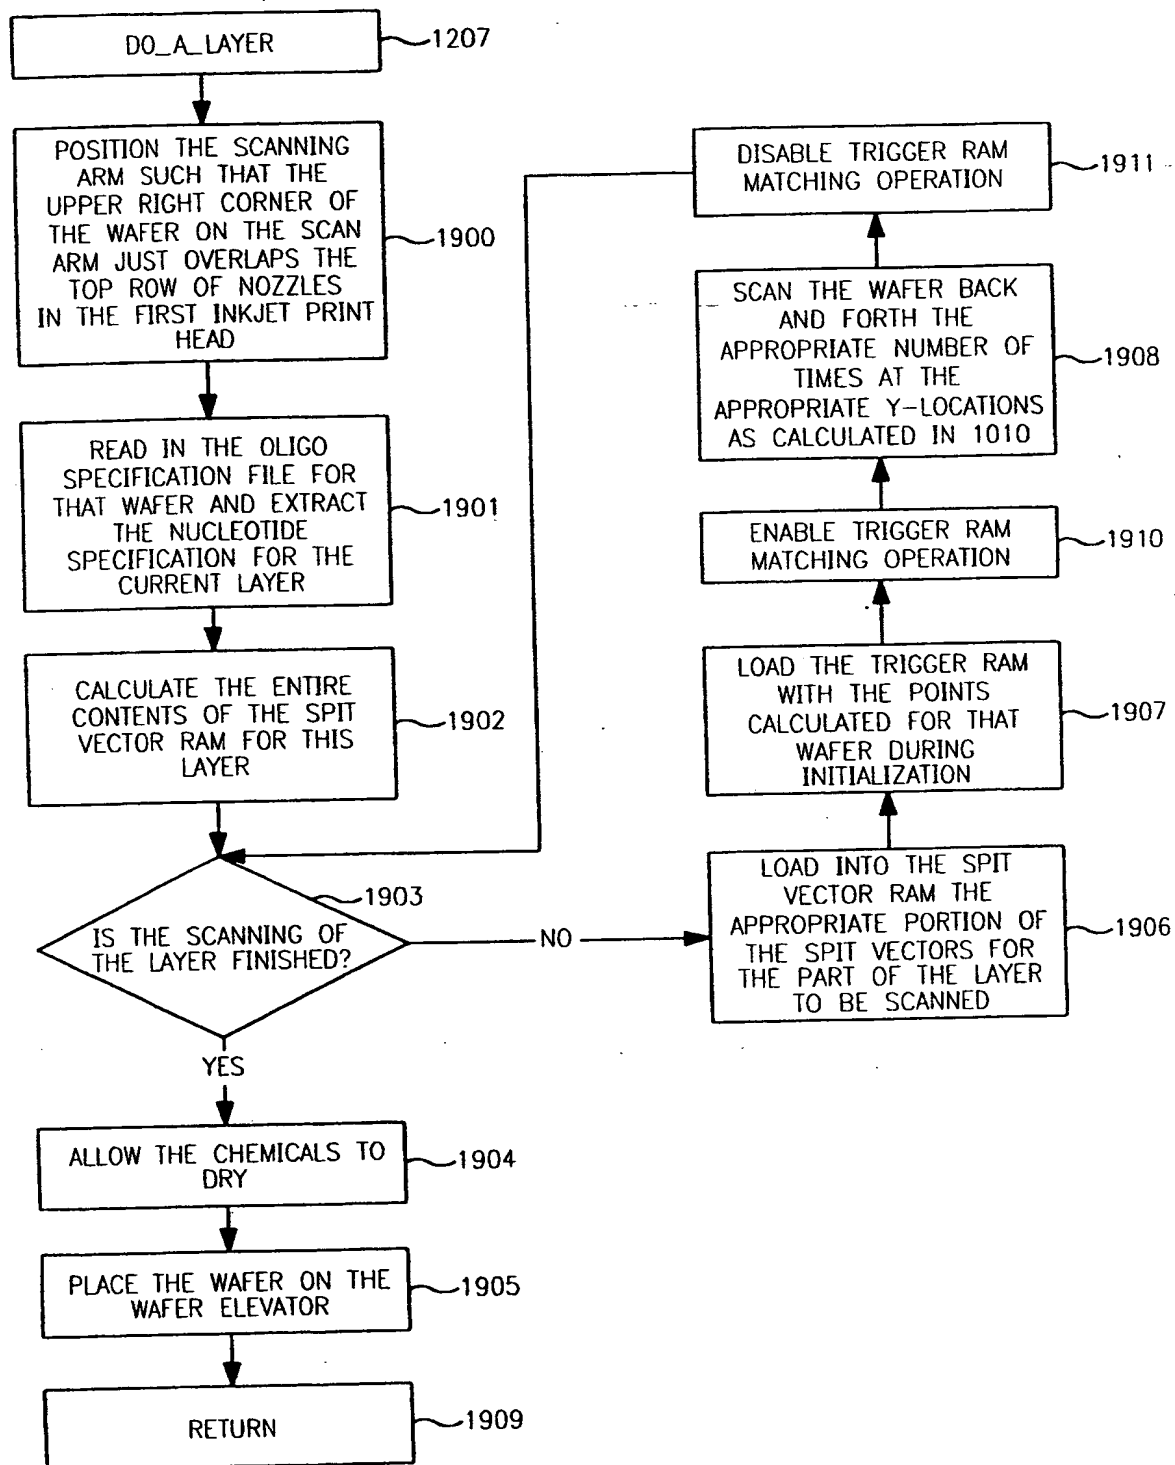 DO_A_LAYER
1207
POSITION THE SCANNING
ARM SUCH THAT THE
UPPER RIGHT CORNER OF
THE WAFER ON THE SCAN
ARM JUST OVERLAPS THE
TOP ROW OF NOZZLES
IN THE FIRST INKJET PRINT
HEAD
1900
READ IN THE OLIGO
SPECIFICATION FILE FOR
THAT WAFER AND EXTRACT
THE NUCLEOTIDE
SPECIFICATION FOR THE
CURRENT LAYER
1901
CALCULATE THE ENTIRE
CONTENTS OF THE SPIT
VECTOR RAM FOR THIS
LAYER
1902
IS THE SCANNING OF
THE LAYER FINISHED?
1903
NO
YES
ALLOW THE CHEMICALS TO
DRY
1904
PLACE THE WAFER ON THE
WAFER ELEVATOR
1905
RETURN
1909
DISABLE TRIGGER RAM
MATCHING OPERATION
1911
SCAN THE WAFER BACK
AND FORTH THE
APPROPRIATE NUMBER OF
TIMES AT THE
APPROPRIATE Y-LOCATIONS
AS CALCULATED IN 1010
1908
ENABLE TRIGGER RAM
MATCHING OPERATION
1910
LOAD THE TRIGGER RAM
WITH THE POINTS
CALCULATED FOR THAT
WAFER DURING
INITIALIZATION
1907
LOAD INTO THE SPIT
VECTOR RAM THE
APPROPRIATE PORTION OF
THE SPIT VECTORS FOR
THE PART OF THE LAYER
TO BE SCANNED
1906